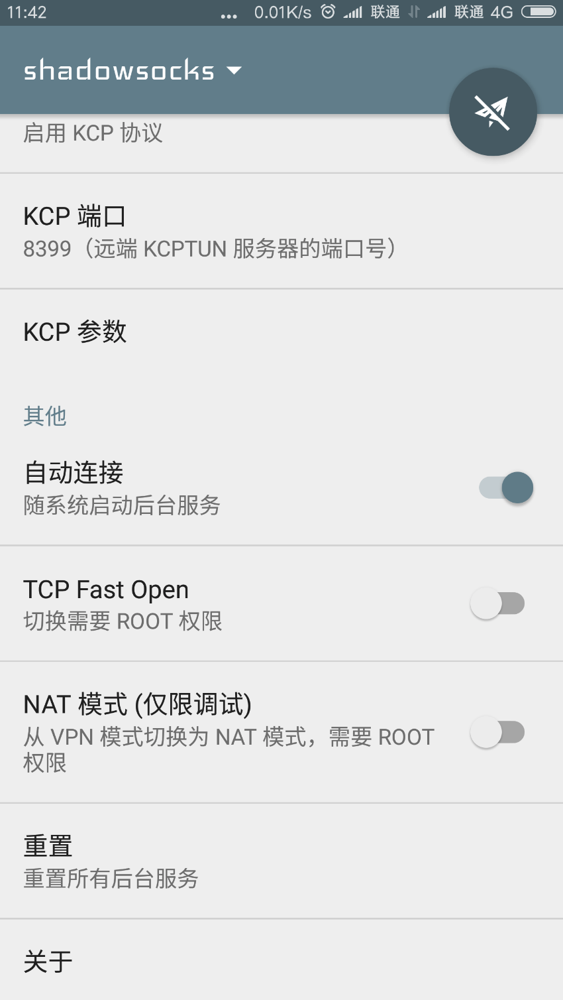 11:42 ... 0.01K/s 联通 联通 4G
shadowsocks
启用 KCP 协议
KCP 端口
8399（远端 KCPTUN 服务器的端口号）
KCP 参数
其他
自动连接
随系统启动后台服务
TCP Fast Open
切换需要 ROOT 权限
NAT 模式 (仅限调试)
从 VPN 模式切换为 NAT 模式，需要 ROOT
权限
重置
重置所有后台服务
关于